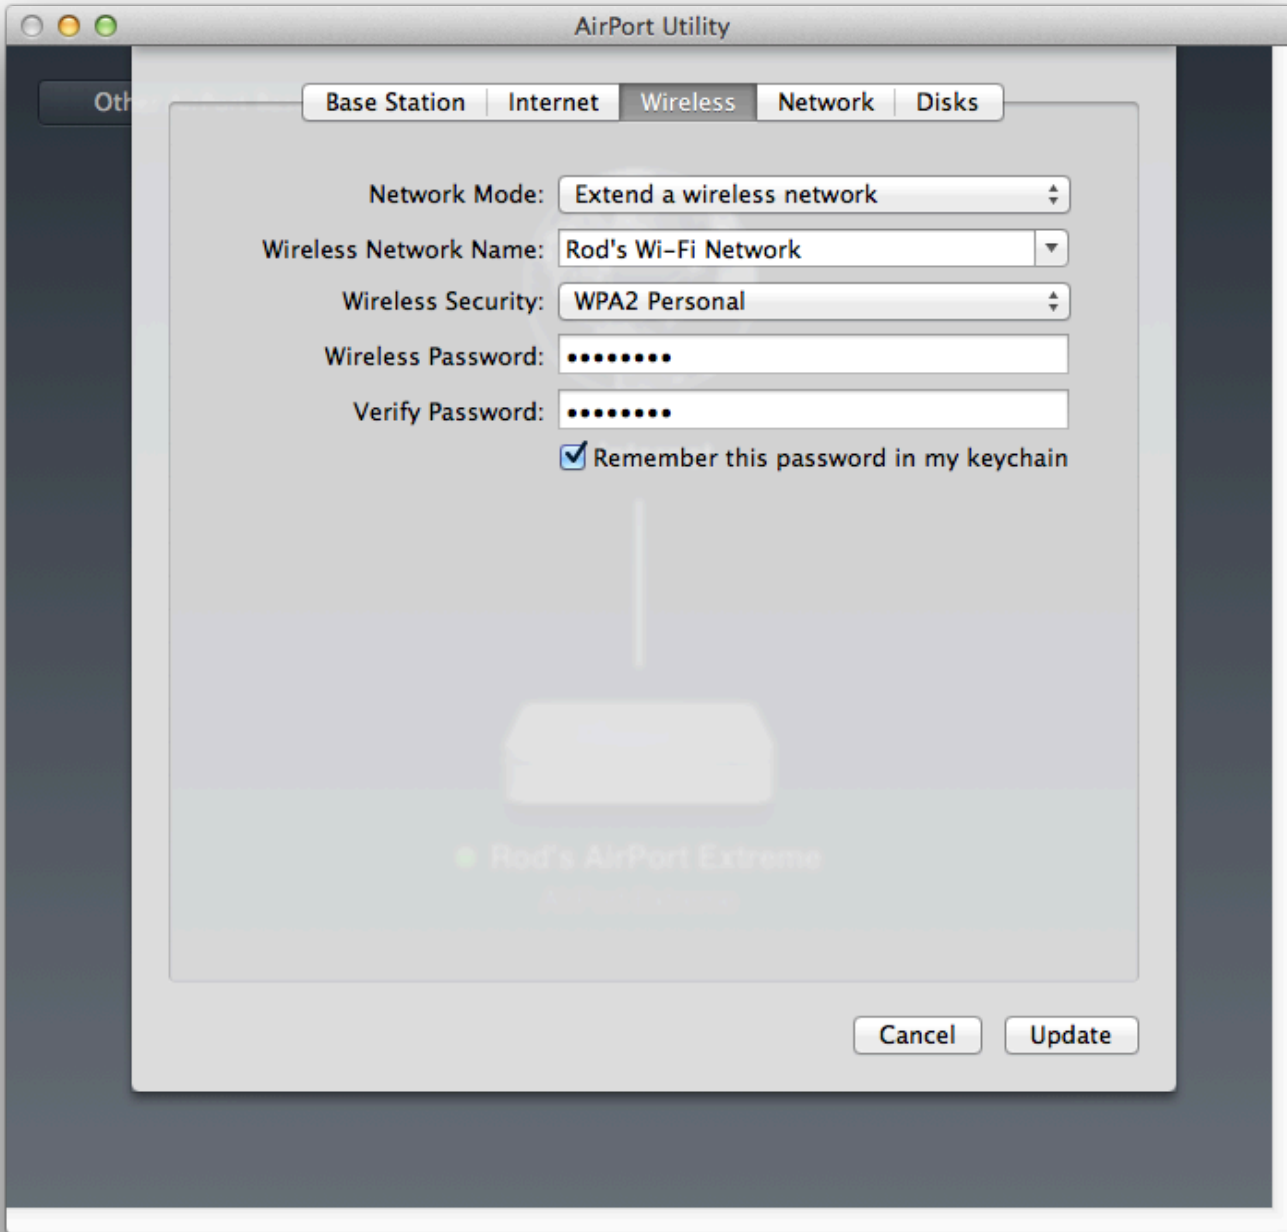 AirPort Utility
Oth
Base Station Internet Wireless Network Disks
Network Mode: Extend a wireless network
Wireless Network Name: Rod's Wi-Fi Network
Wireless Security: WPA2 Personal
Wireless Password: ••••••••
Verify Password: ••••••••
Remember this password in my keychain
Rod's AirPort Extreme
Cancel Update